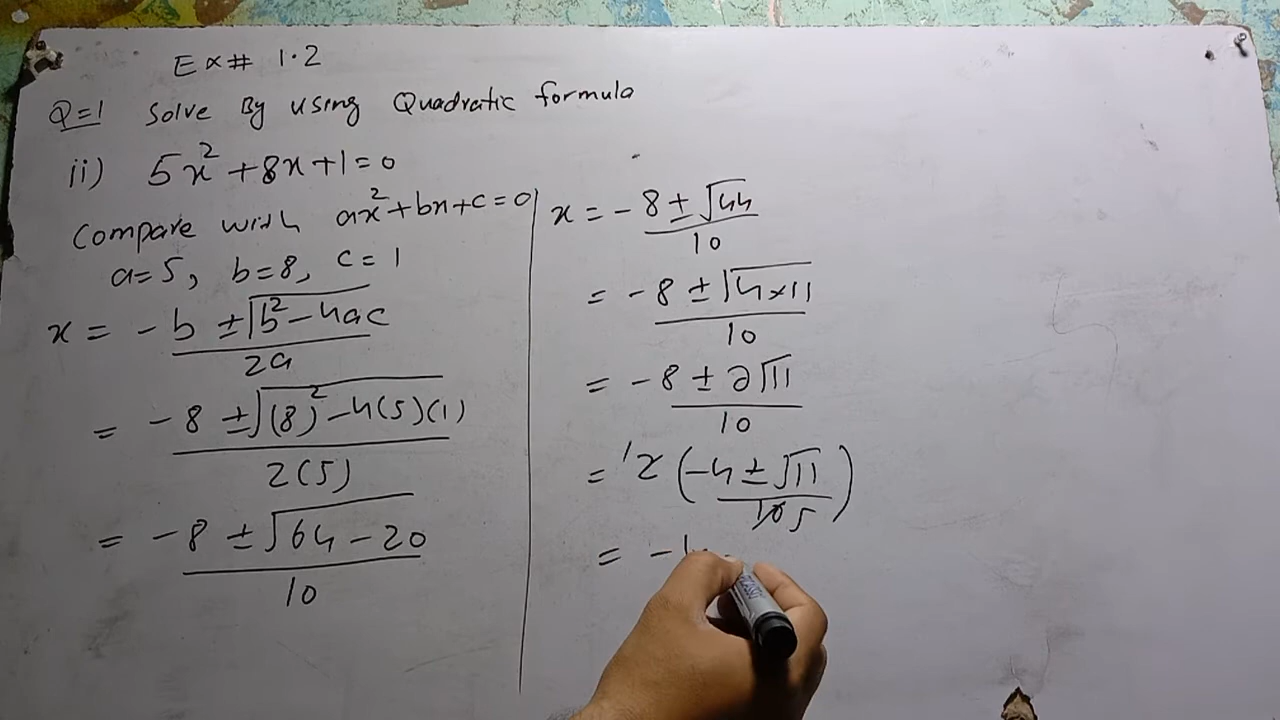 Ex# 1.2
Q=1 Solve By using Quadratic formula
ii) 5x² + 8x + 1 = 0
Compare with ax² + bx + c = 0
a = 5, b = 8, c = 1
x = -b ± √b² - 4ac
2a
= -8 ± √(8)² - 4(5)(1)
2(5)
= -8 ± √64 - 20
10
x = -8 ± √44
10
= -8 ± √4×11
10
= -8 ± 2√11
10
= ¹2 (-4 ± √11)
10 5
= -4